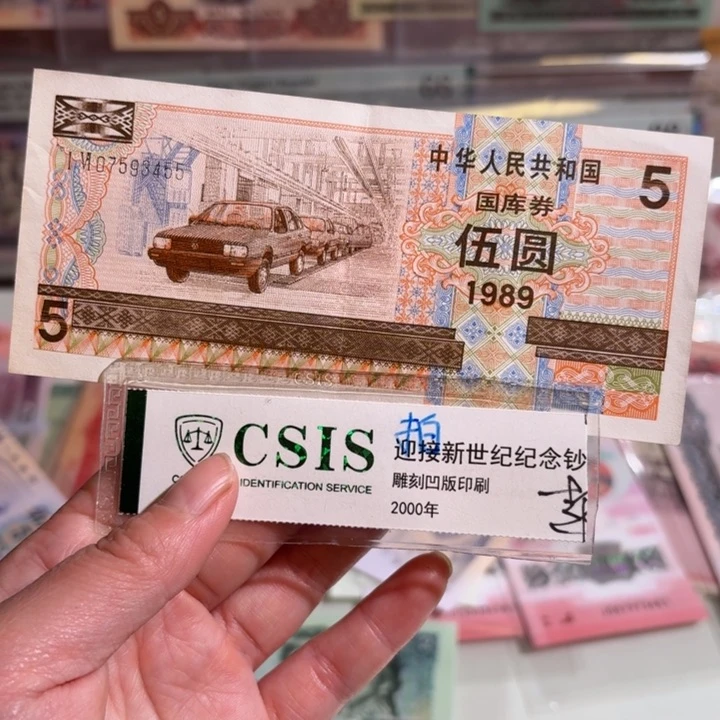 IM07593455
中华人民共和国
国库券
伍圆
1989
5
5
CSIS
CSIS
IDENTIFICATION SERVICE
拍
迎接新世纪纪念钞
雕刻凹版印刷
2000年